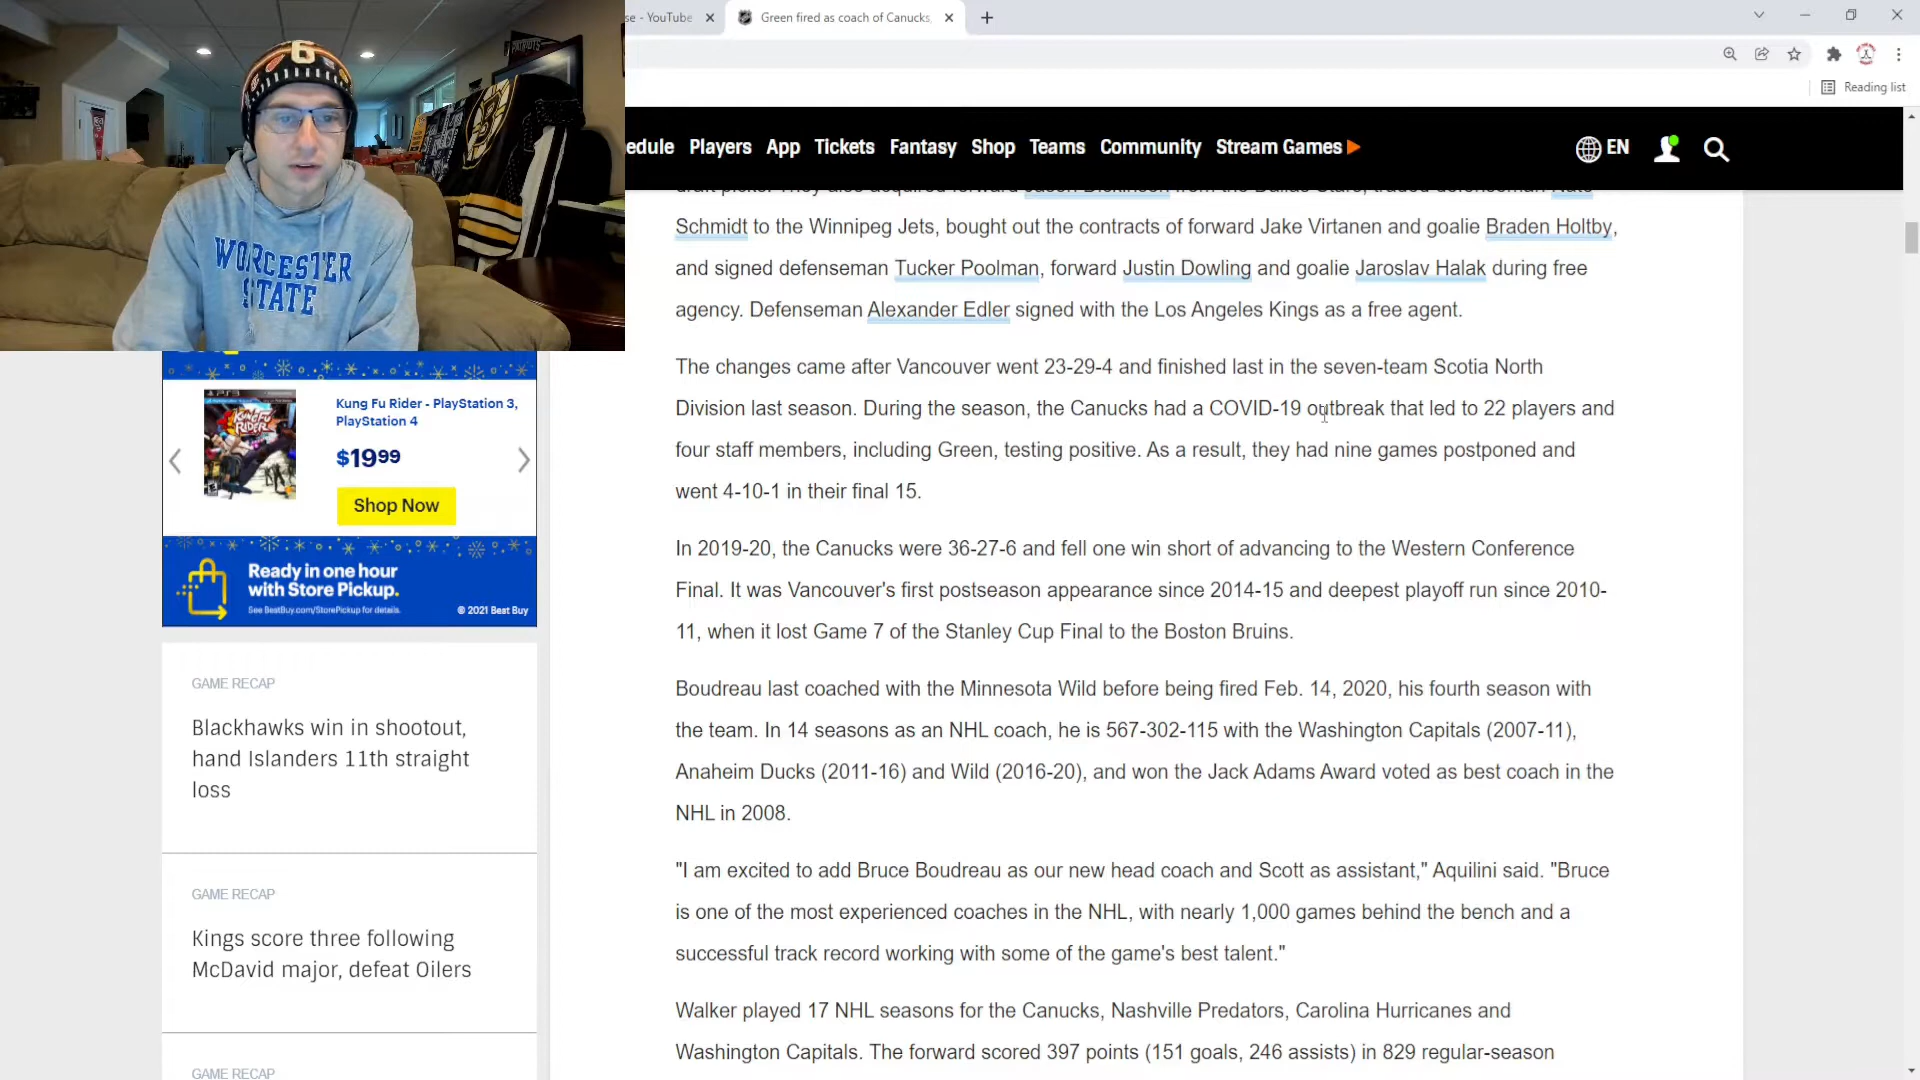 se - YouTube
Green fired as coach of Canucks,
Reading list
edule Players App Tickets Fantasy Shop Teams Community Stream Games
EN
PATRIOTS
6
WORCESTER
STATE
Schmidt to the Winnipeg Jets, bought out the contracts of forward Jake Virtanen and goalie Braden Holtby,
and signed defenseman Tucker Poolman, forward Justin Dowling and goalie Jaroslav Halak during free
agency. Defenseman Alexander Edler signed with the Los Angeles Kings as a free agent.
The changes came after Vancouver went 23-29-4 and finished last in the seven-team Scotia North
Division last season. During the season, the Canucks had a COVID-19 outbreak that led to 22 players and
four staff members, including Green, testing positive. As a result, they had nine games postponed and
went 4-10-1 in their final 15.
In 2019-20, the Canucks were 36-27-6 and fell one win short of advancing to the Western Conference
Final. It was Vancouver's first postseason appearance since 2014-15 and deepest playoff run since 2010-
11, when it lost Game 7 of the Stanley Cup Final to the Boston Bruins.
Boudreau last coached with the Minnesota Wild before being fired Feb. 14, 2020, his fourth season with
the team. In 14 seasons as an NHL coach, he is 567-302-115 with the Washington Capitals (2007-11),
Anaheim Ducks (2011-16) and Wild (2016-20), and won the Jack Adams Award voted as best coach in the
NHL in 2008.
"I am excited to add Bruce Boudreau as our new head coach and Scott as assistant," Aquilini said. "Bruce
is one of the most experienced coaches in the NHL, with nearly 1,000 games behind the bench and a
successful track record working with some of the game's best talent."
Walker played 17 NHL seasons for the Canucks, Nashville Predators, Carolina Hurricanes and
Washington Capitals. The forward scored 397 points (151 goals, 246 assists) in 829 regular-season
Kung Fu Rider - PlayStation 3,
PlayStation 4
$1999
Shop Now
Ready in one hour
with Store Pickup.
See BestBuy.com/StorePickup for details.
© 2021 Best Buy
GAME RECAP
Blackhawks win in shootout,
hand Islanders 11th straight
loss
GAME RECAP
Kings score three following
McDavid major, defeat Oilers
GAME RECAP